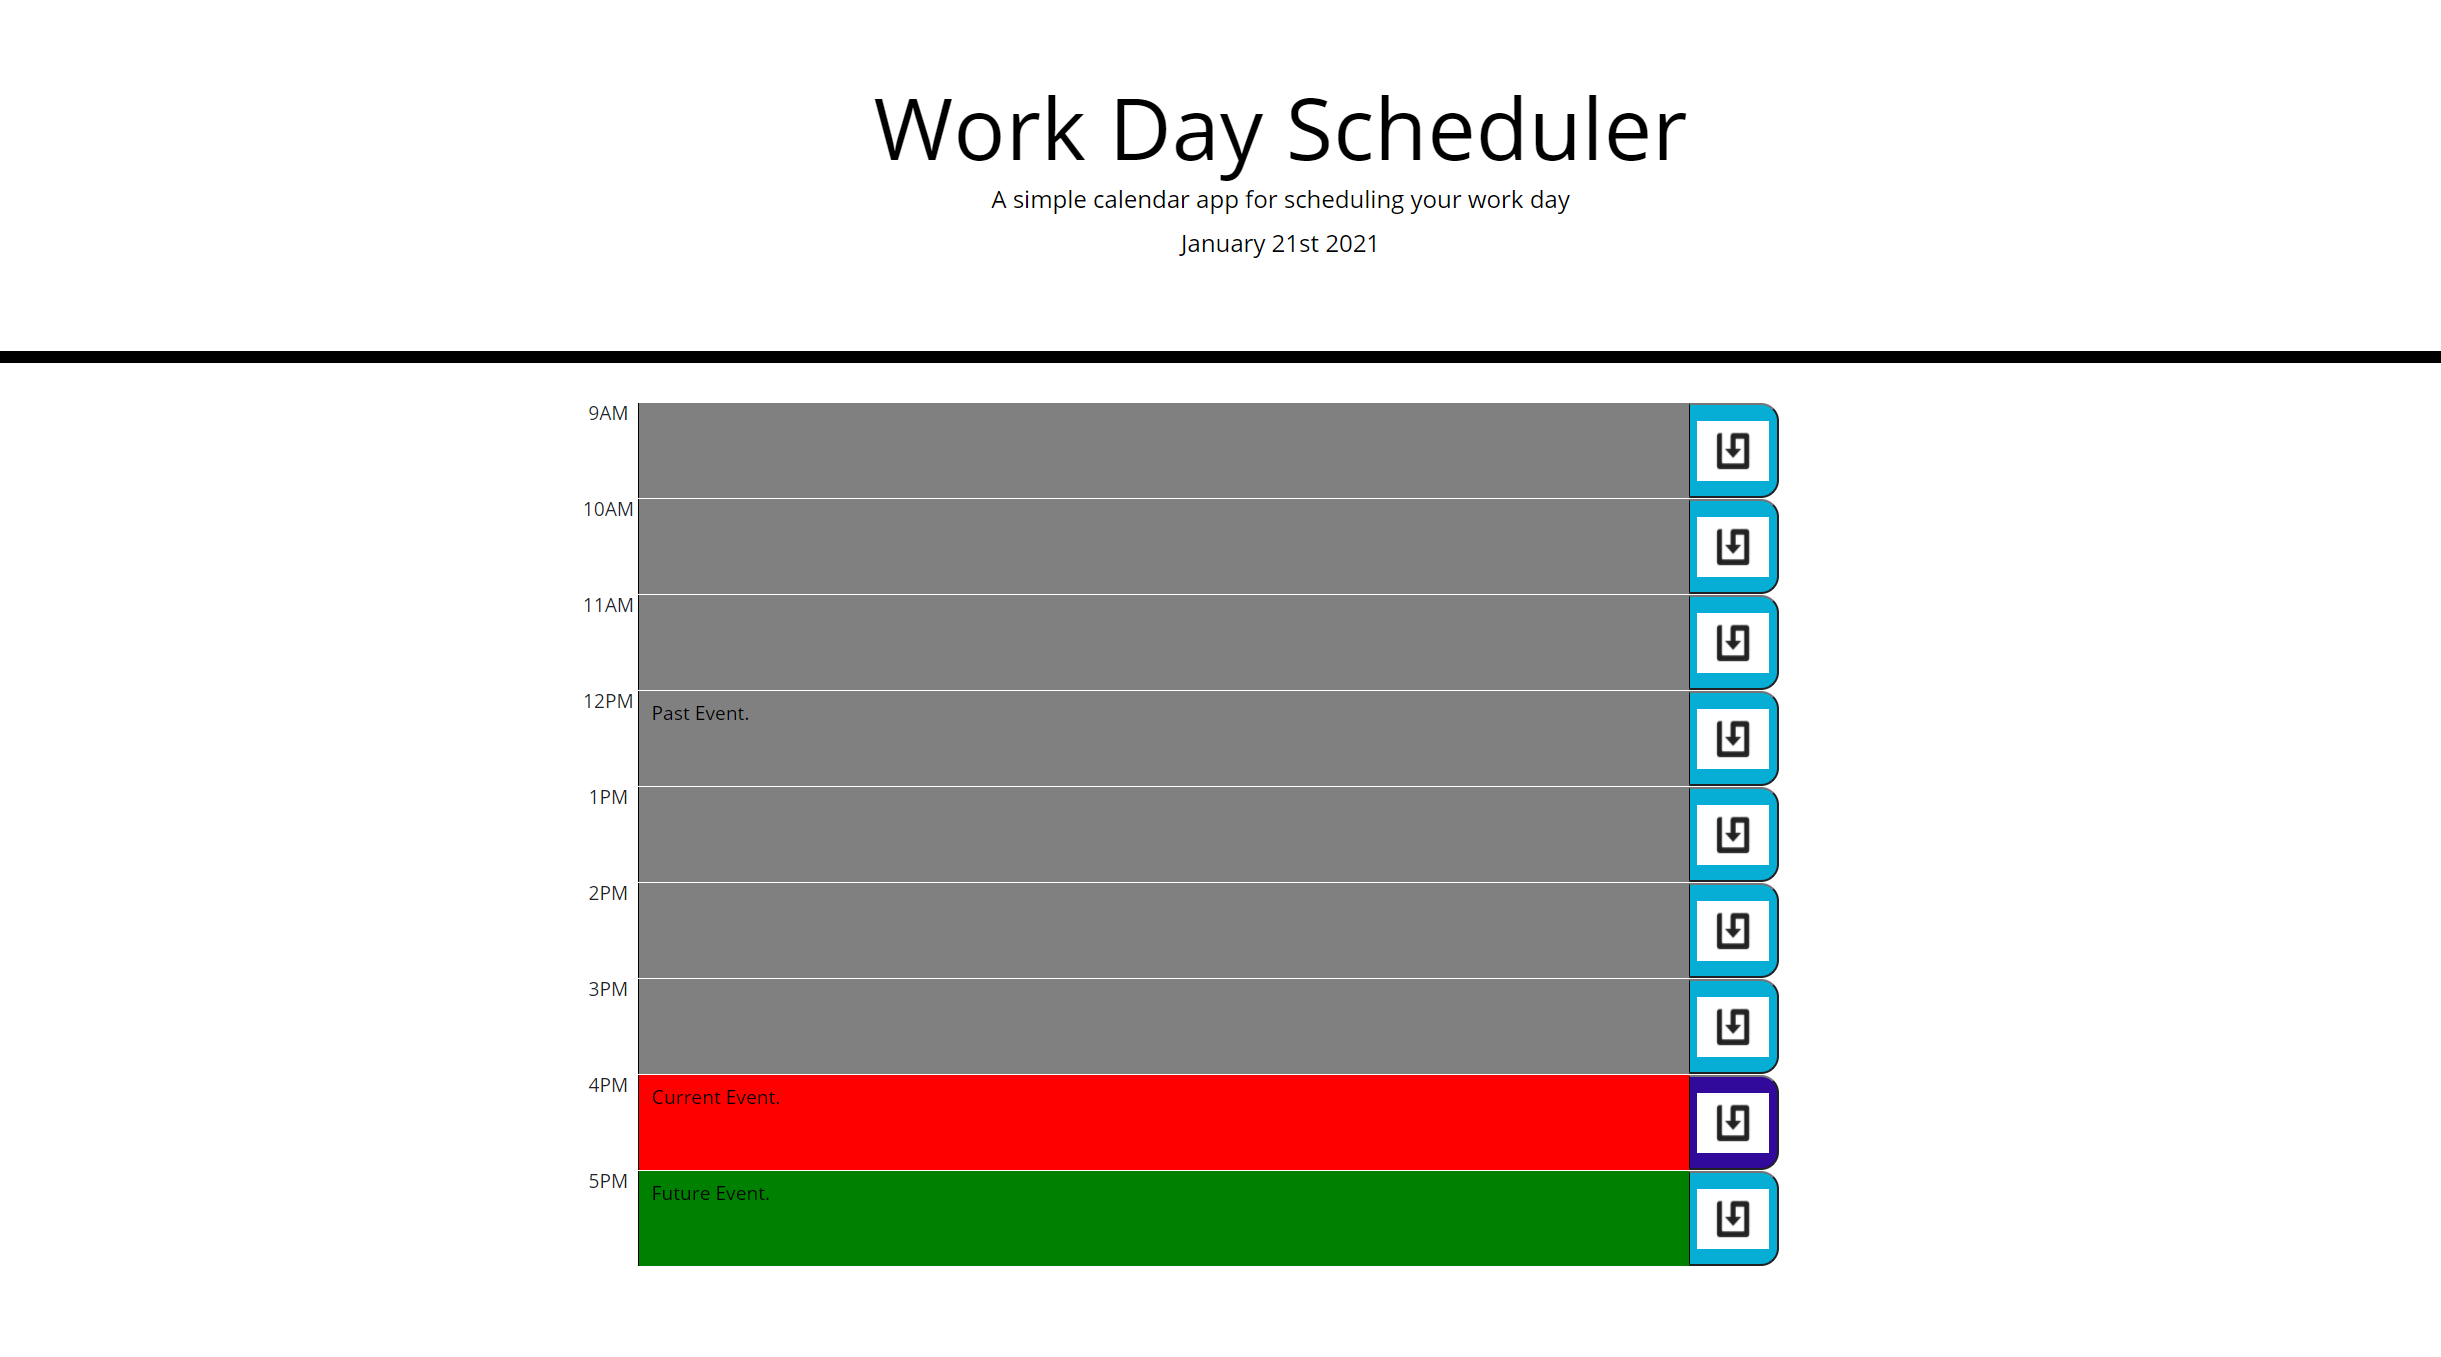 Work Day Scheduler
A simple calendar app for scheduling your work day
January 21st 2021
9AM
10AM
11AM
12PM Past Event.
1PM
2PM
3PM
4PM Current Event.
5PM Future Event.